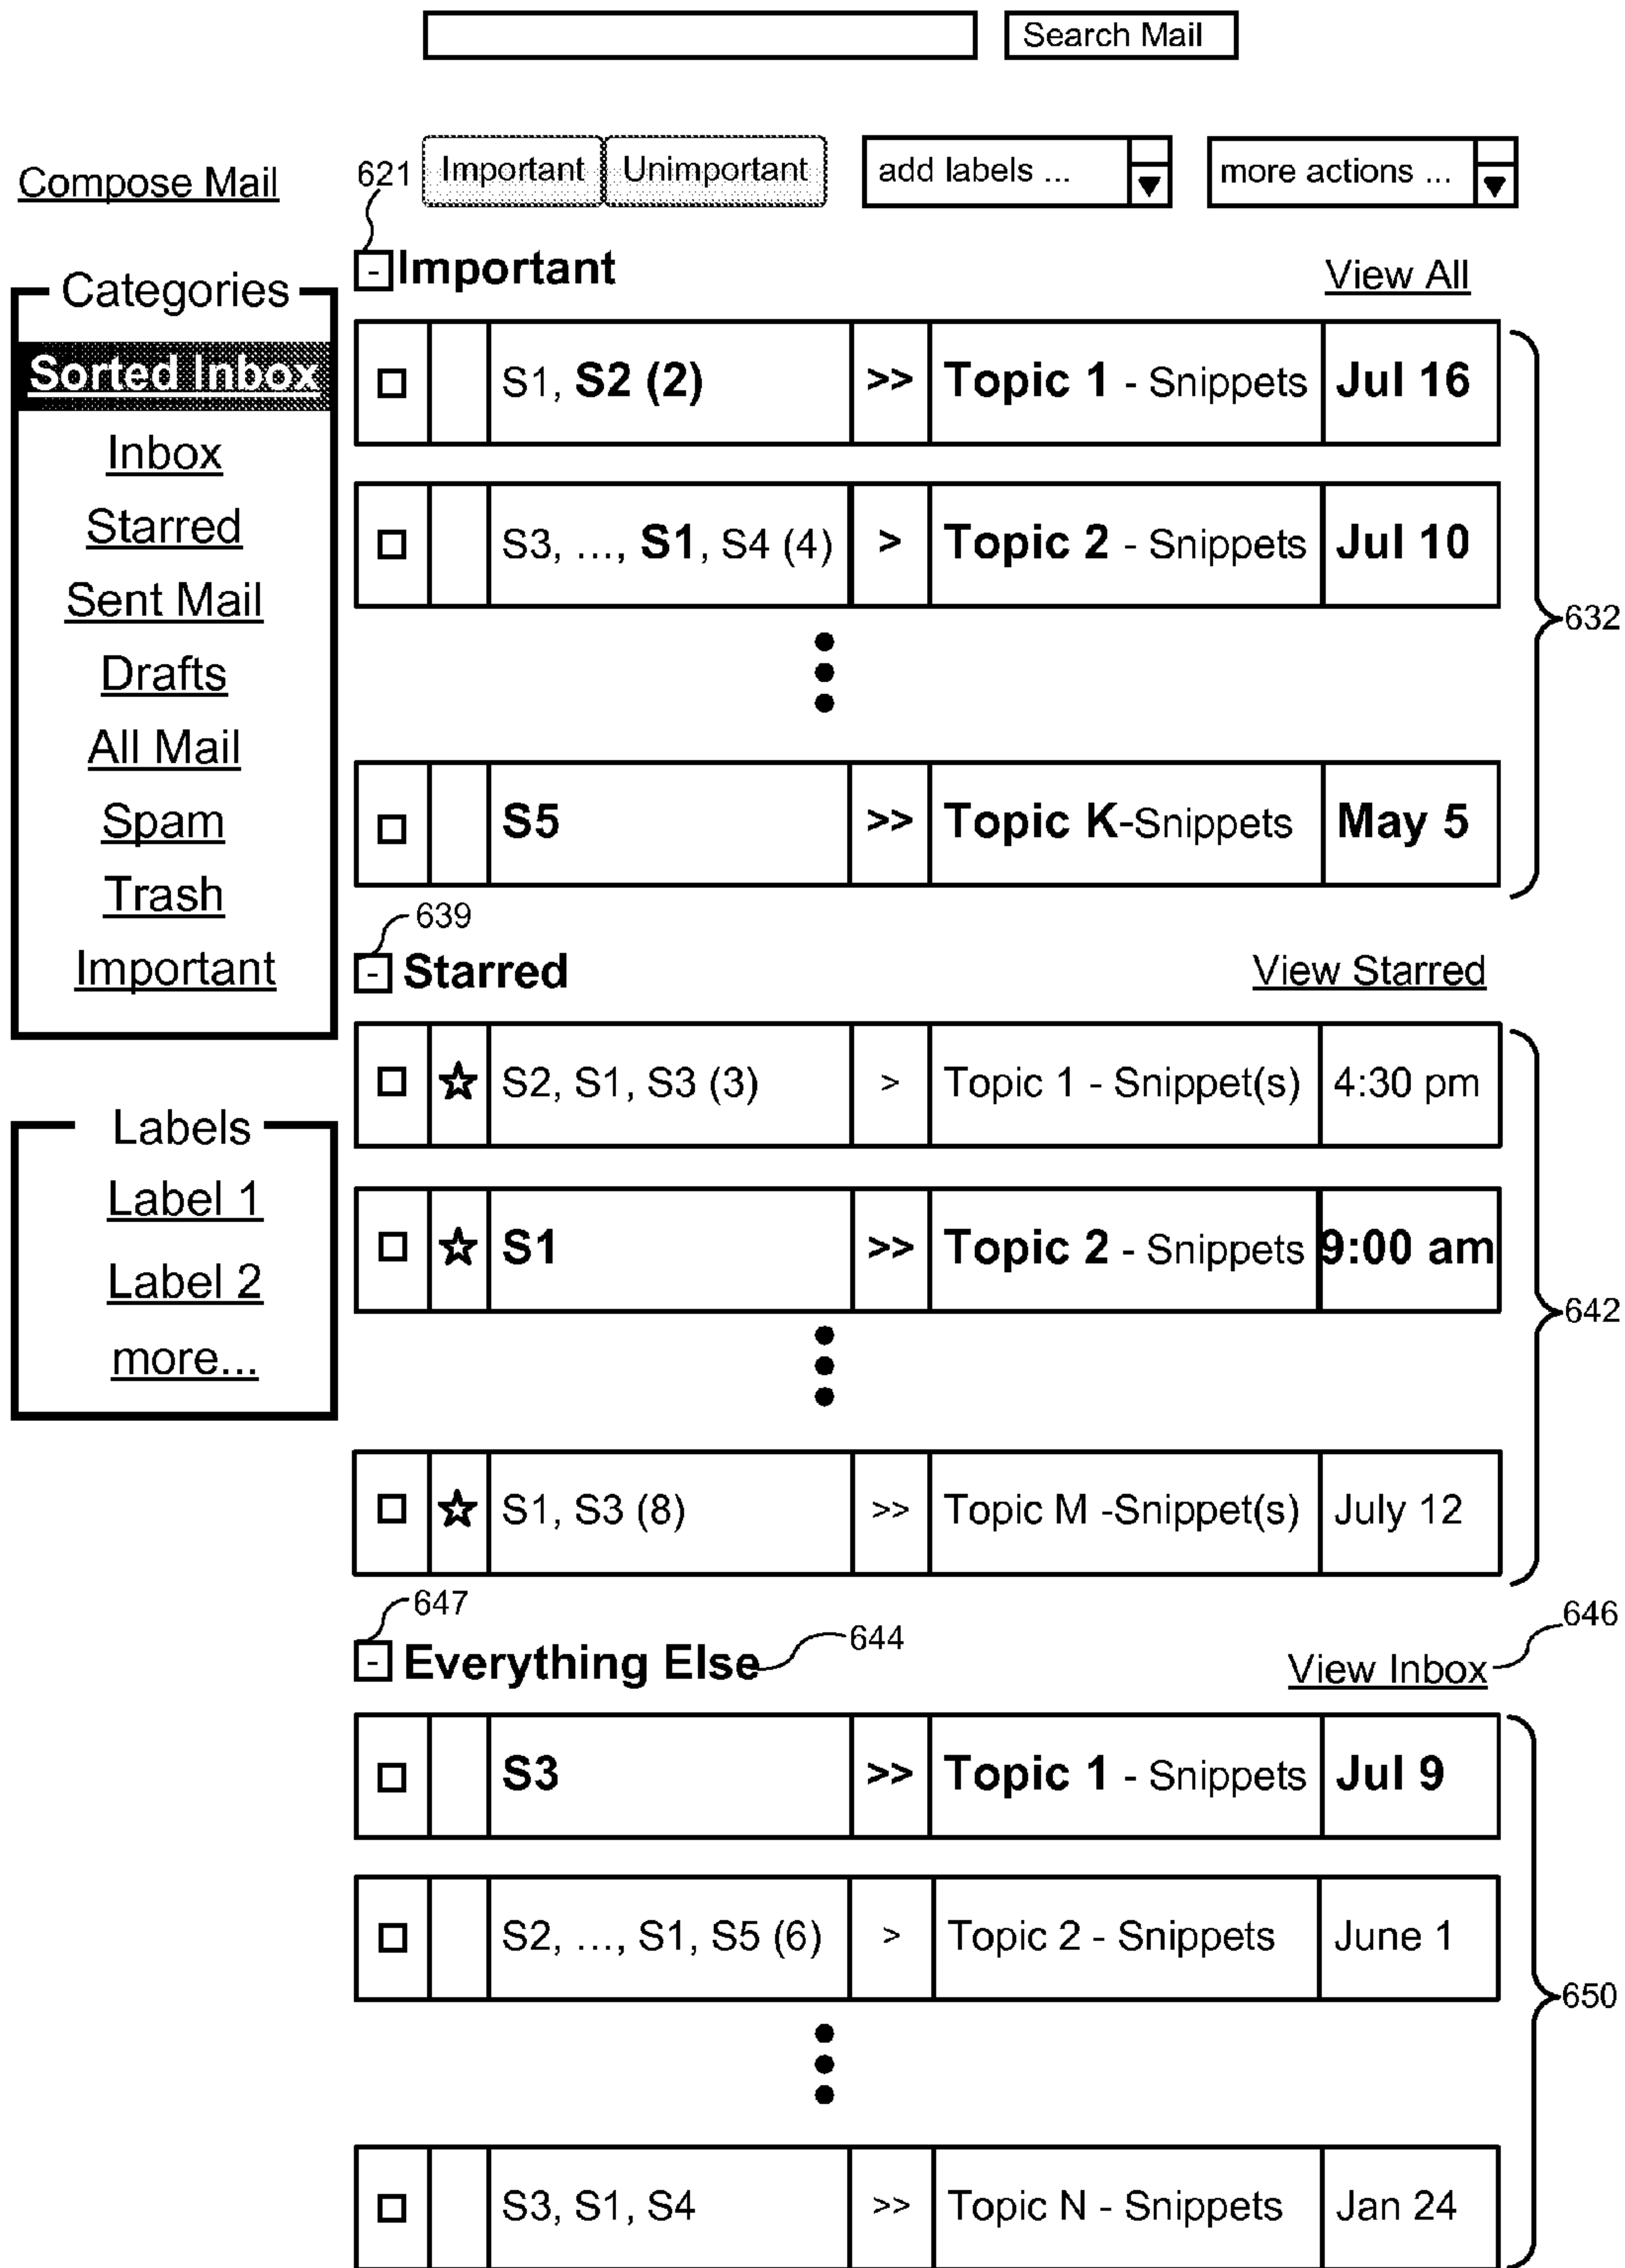 Search Mail
Compose Mail
621
Important Unimportant add labels ... more actions ...
Categories
Sorted Inbox
Inbox
Starred
Sent Mail
Drafts
All Mail
Spam
Trash
Important
Labels
Label 1
Label 2
more...
- Important View All
S1, S2 (2) >> Topic 1 - Snippets Jul 16
S3, ..., S1, S4 (4) > Topic 2 - Snippets Jul 10
632
S5 >> Topic K-Snippets May 5
639
- Starred View Starred
S2, S1, S3 (3) > Topic 1 - Snippet(s) 4:30 pm
S1 >> Topic 2 - Snippets 9:00 am
642
S1, S3 (8) >> Topic M -Snippet(s) July 12
647
644
646
- Everything Else View Inbox
S3 >> Topic 1 - Snippets Jul 9
S2, ..., S1, S5 (6) > Topic 2 - Snippets June 1
650
S3, S1, S4 >> Topic N - Snippets Jan 24